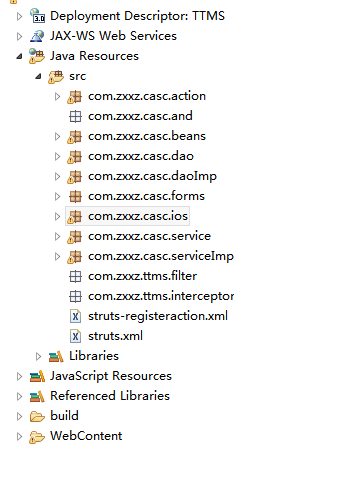 Deployment Descriptor: TTMS
JAX-WS Web Services
Java Resources
src
com.zxxz.casc.action
com.zxxz.casc.and
com.zxxz.casc.beans
com.zxxz.casc.dao
com.zxxz.casc.daoImp
com.zxxz.casc.forms
com.zxxz.casc.ios
com.zxxz.casc.service
com.zxxz.casc.serviceImp
com.zxxz.ttms.filter
com.zxxz.ttms.interceptor
struts-registeraction.xml
struts.xml
Libraries
JavaScript Resources
Referenced Libraries
build
WebContent